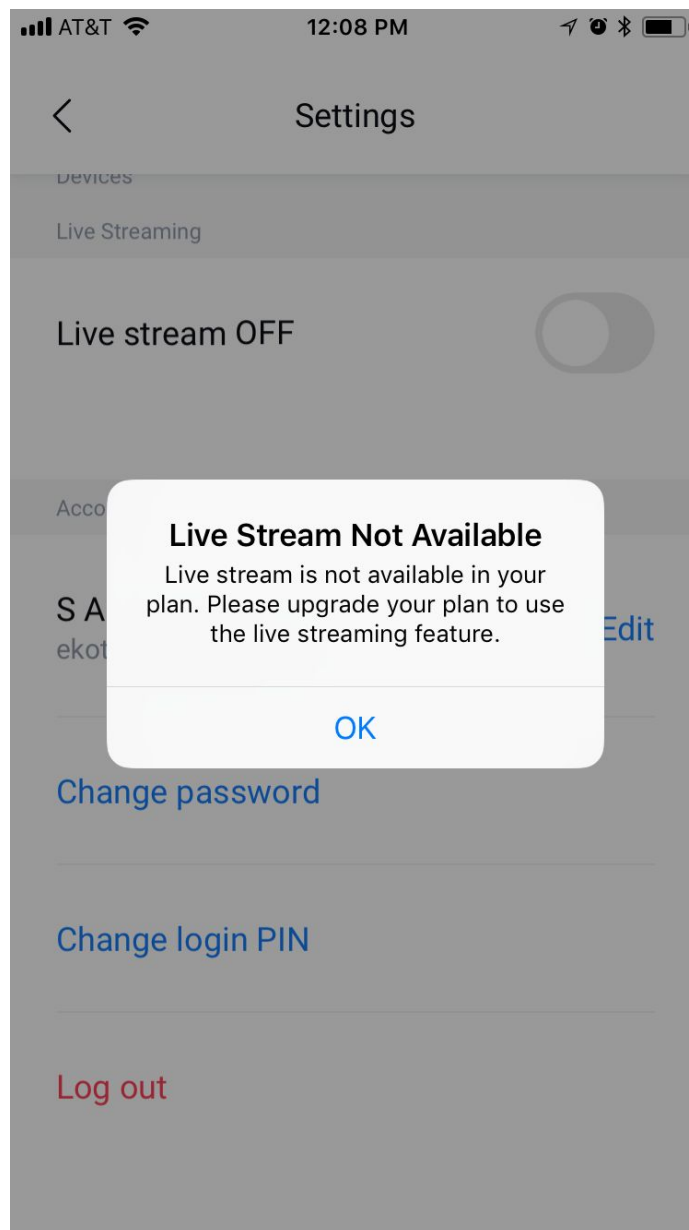 AT&T 12:08 PM
Settings
Devices
Live Streaming
Live stream OFF
Acco
Live Stream Not Available
Live stream is not available in your
plan. Please upgrade your plan to use
the live streaming feature.
S A
Edit
ekot
OK
Change password
Change login PIN
Log out